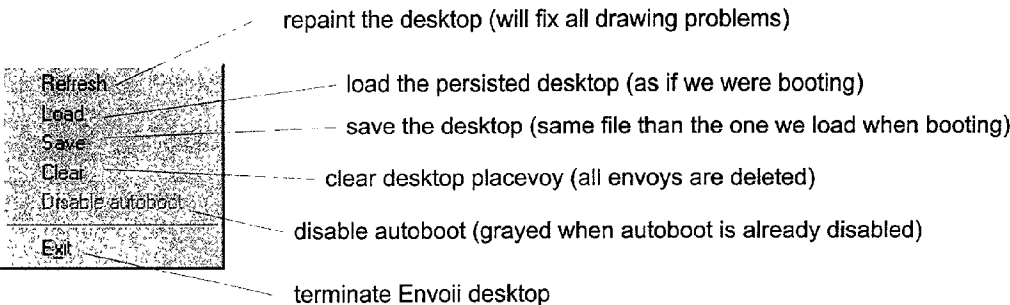 repaint the desktop (will fix all drawing problems)
Refresh
load the persisted desktop (as if we were booting)
Load
save the desktop (same file than the one we load when booting)
Save
Clear
clear desktop placevoy (all envoys are deleted)
Disable autoboot
disable autoboot (grayed when autoboot is already disabled)
Exit
terminate Envoii desktop